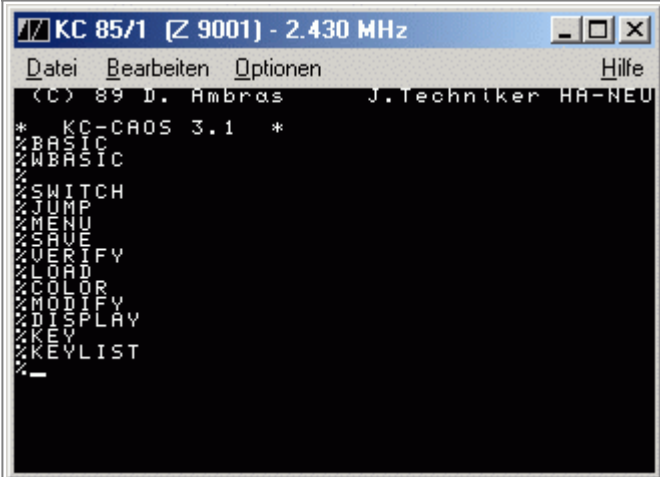 KC 85/1 (Z 9001) - 2.430 MHz
Datei Bearbeiten Optionen Hilfe
(C) 89 D. Ambras J.Techniker HA-NEU
* KC-CAOS 3.1 *
%BASIC
%WBASIC
%
%SWITCH
%JUMP
%MENU
%SAVE
%VERIFY
%LOAD
%COLOR
%MODIFY
%DISPLAY
%KEY
%KEYLIST
%_